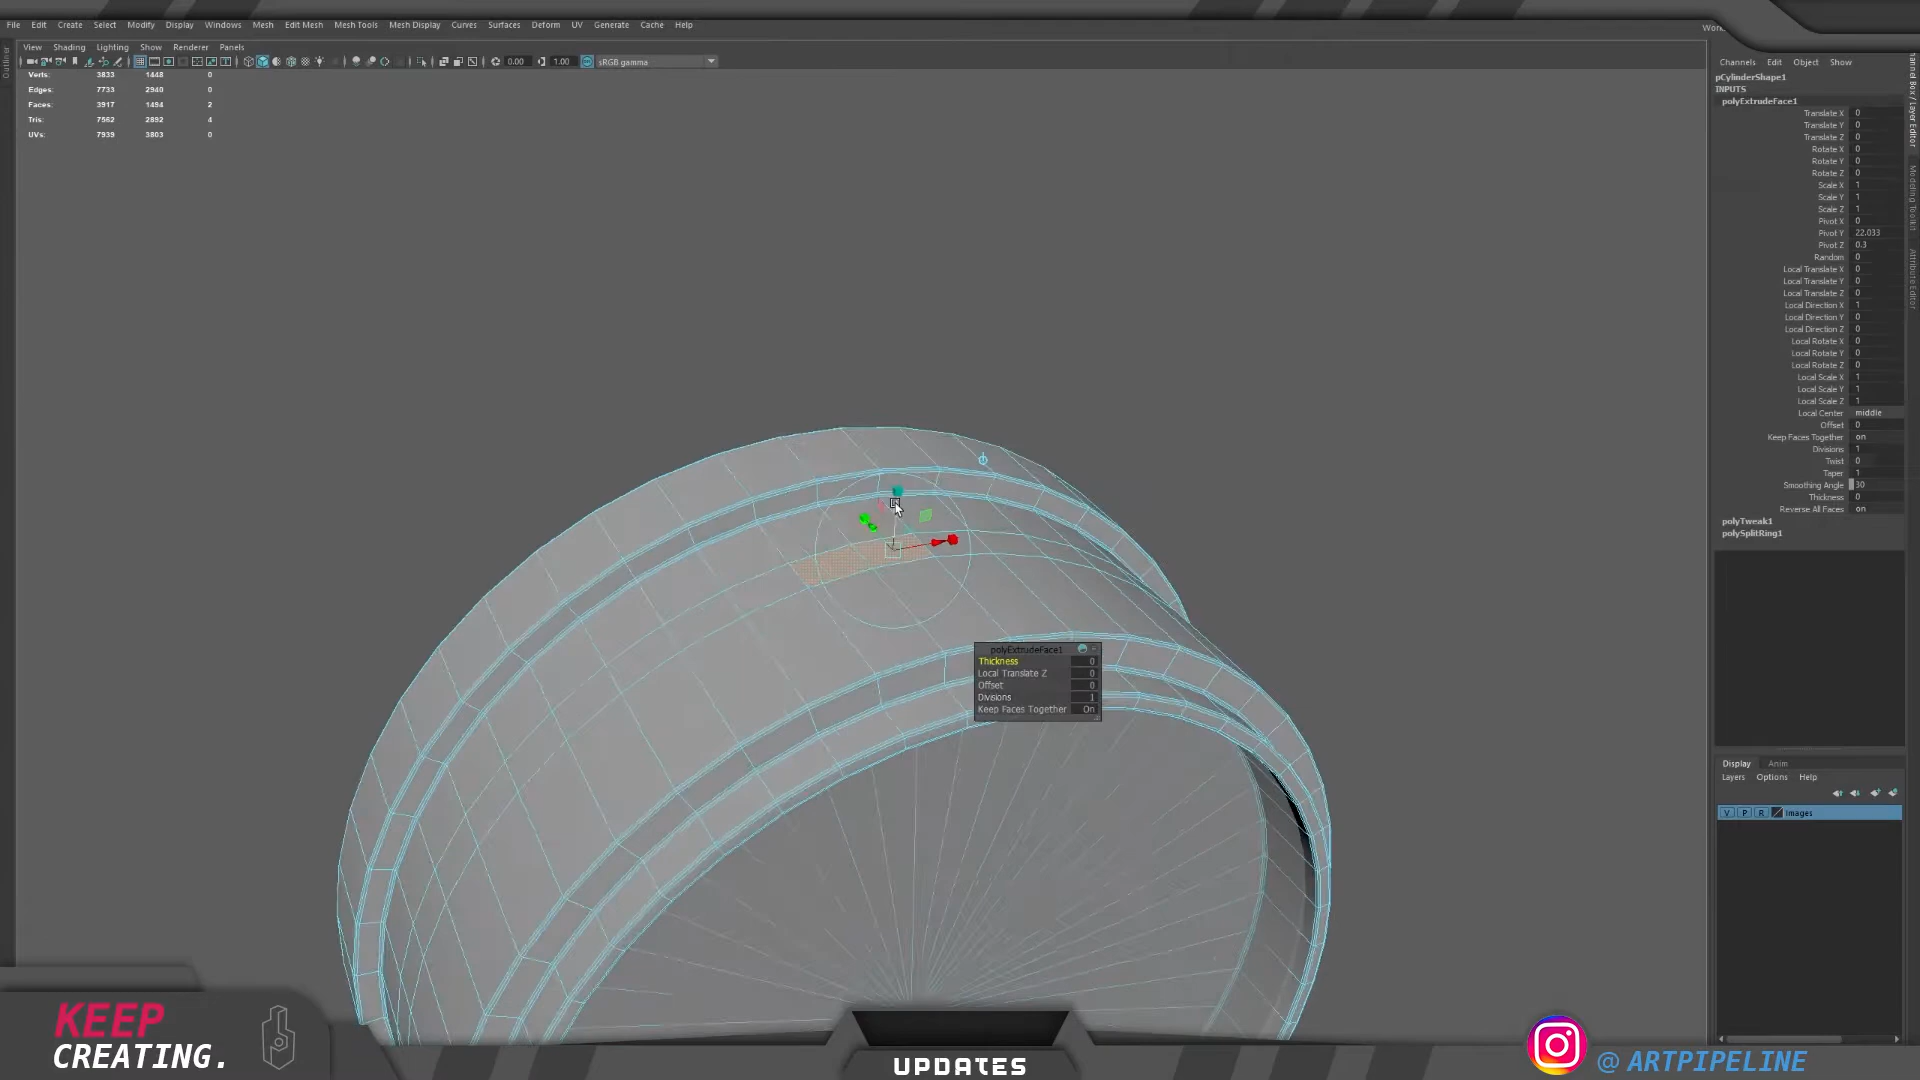 File Edit Create Select Modify Display Windows Mesh Edit Mesh Mesh Tools Mesh Display Curves Surfaces Deform UV Generate Cache Help
View Shading Lighting Show Renderer Panels
0.00 1.00 sRGB gamma
Verts: 3833 1448 0
Edges: 7733 2940 0
Faces: 3917 1494 2
Tris: 7562 2892 4
UVs: 7939 3803 0
Outliner
polyExtrudeFace1
Thickness 0
Local Translate Z 0
Offset 0
Divisions 1
Keep Faces Together On
Channels Edit Object Show
pCylinderShape1
INPUTS
polyExtrudeFace1
Translate X 0
Translate Y 0
Translate Z 0
Rotate X 0
Rotate Y 0
Rotate Z 0
Scale X 1
Scale Y 1
Scale Z 1
Pivot X 0
Pivot Y 22.033
Pivot Z 0.3
Random 0
Local Translate X 0
Local Translate Y 0
Local Translate Z 0
Local Direction X 1
Local Direction Y 0
Local Direction Z 0
Local Rotate X 0
Local Rotate Y 0
Local Rotate Z 0
Local Scale X 1
Local Scale Y 1
Local Scale Z 1
Local Center middle
Offset 0
Keep Faces Together on
Divisions 1
Twist 0
Taper 1
Smoothing Angle 30
Thickness 0
Reverse All Faces on
polyTweak1
polySplitRing1
Modeling Toolkit
Attribute Editor
Display Anim
Layers Options Help
V P R Images
KEEP
CREATING.
UPDATES
@ ARTPIPELINE